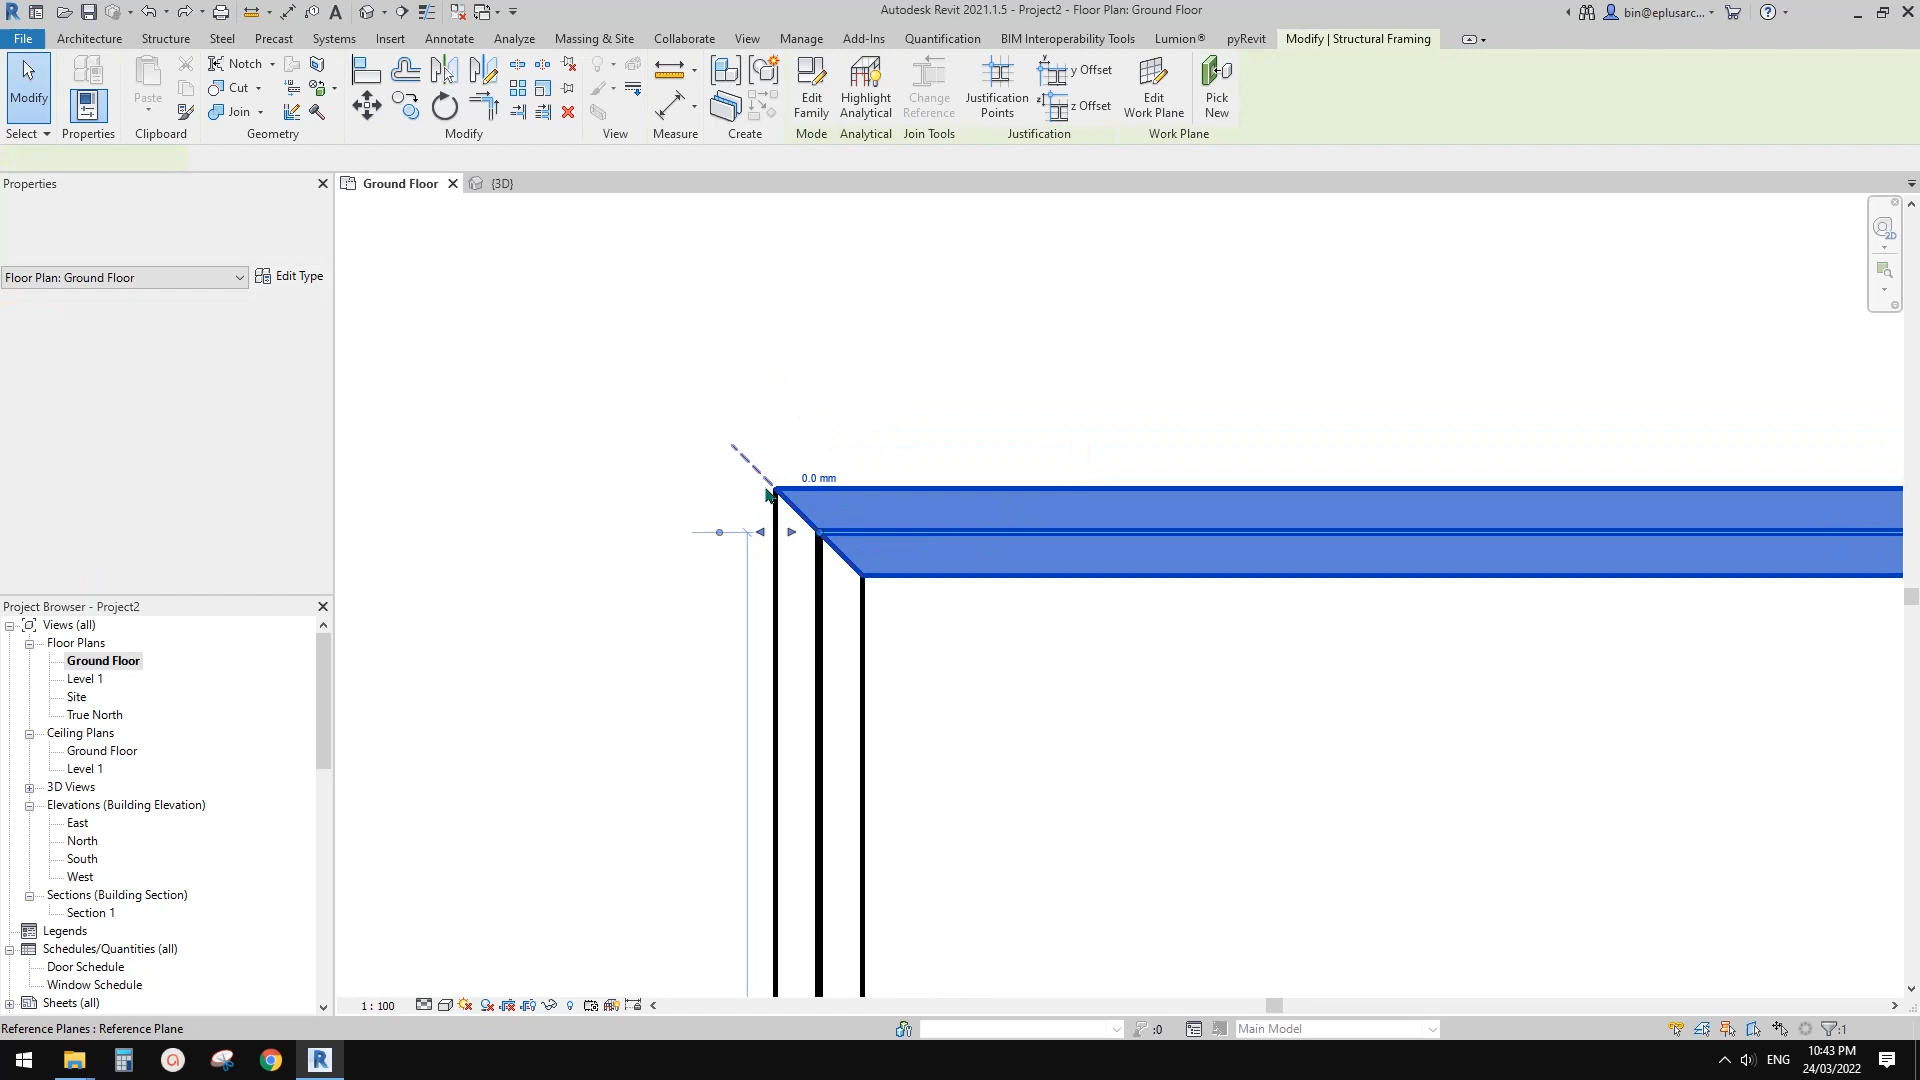 Autodesk Revit 2021.1.5 - Project2 - Floor Plan: Ground Floor
bin@eplusarc...
File Architecture Structure Steel Precast Systems Insert Annotate Analyze Massing & Site Collaborate View Manage Add-Ins Quantification BIM Interoperability Tools Lumion® pyRevit Modify | Structural Framing
Modify
Paste
Notch
Cut
Join
Edit Family
Highlight Analytical
Change Reference
Justification Points
y Offset
z Offset
Edit Work Plane
Pick New
Select Properties Clipboard Geometry Modify View Measure Create Mode Analytical Join Tools Justification Work Plane
Properties
Ground Floor
{3D}
2D
Floor Plan: Ground Floor
Edit Type
0.0 mm
Project Browser - Project2
Views (all)
Floor Plans
Ground Floor
Level 1
Site
True North
Ceiling Plans
Ground Floor
Level 1
3D Views
Elevations (Building Elevation)
East
North
South
West
Sections (Building Section)
Section 1
Legends
Schedules/Quantities (all)
Door Schedule
Window Schedule
Sheets (all)
1 : 100
Reference Planes : Reference Plane
:0
Main Model
:1
ENG
10:43 PM
24/03/2022